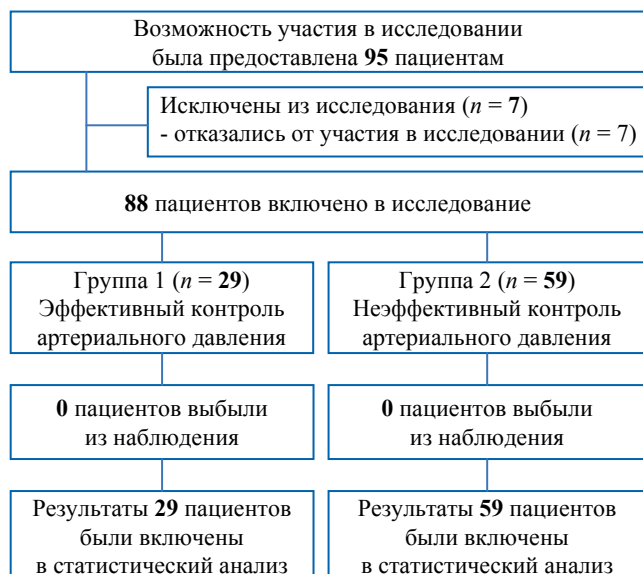 Возможность участия в исследовании
была предоставлена 95 пациентам
Исключены из исследования (n = 7)
- отказались от участия в исследовании (n = 7)
88 пациентов включено в исследование
Группа 1 (n = 29)
Эффективный контроль
артериального давления
Группа 2 (n = 59)
Неэффективный контроль
артериального давления
0 пациентов выбыли
из наблюдения
0 пациентов выбыли
из наблюдения
Результаты 29 пациентов
были включены
в статистический анализ
Результаты 59 пациентов
были включены
в статистический анализ